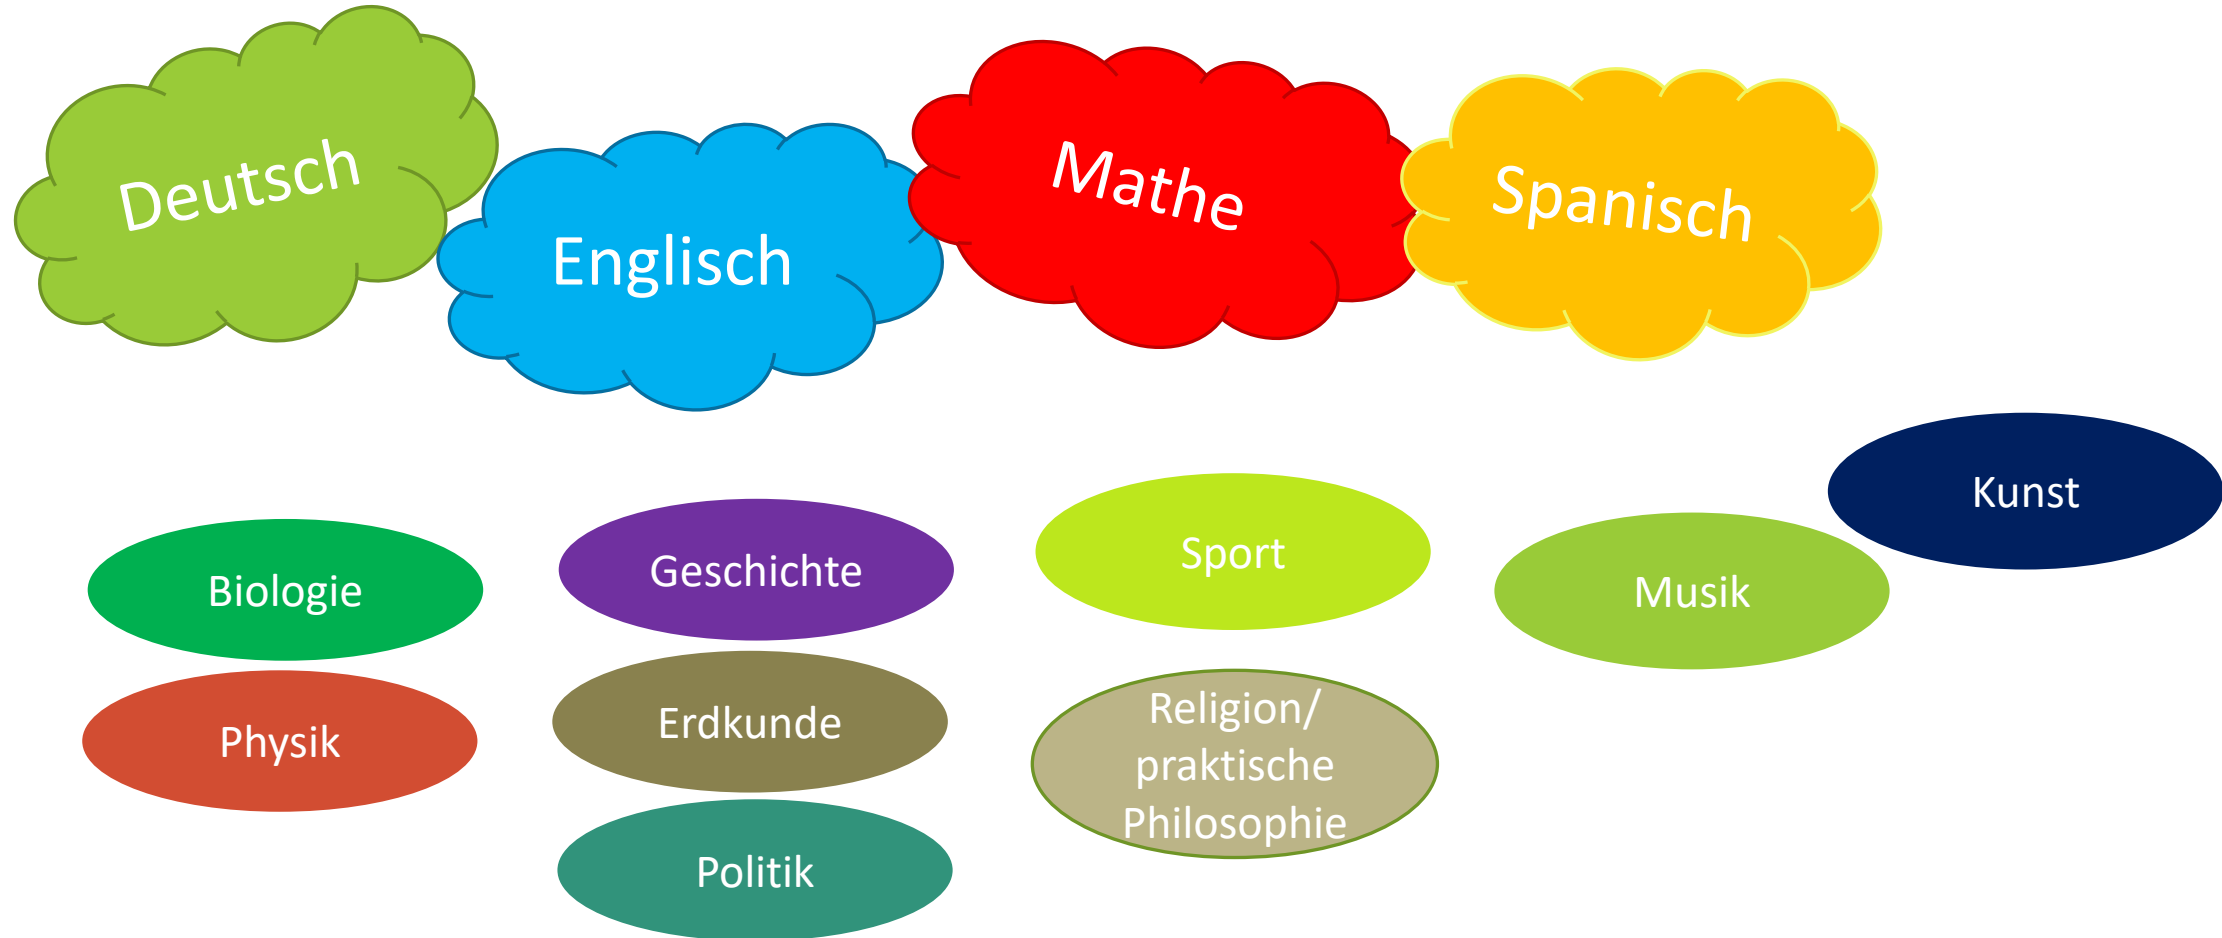 Deutsch
Englisch
Mathe
Spanisch
Kunst
Biologie
Geschichte
Sport
Musik
Physik
Erdkunde
Religion/
praktische
Philosophie
Politik